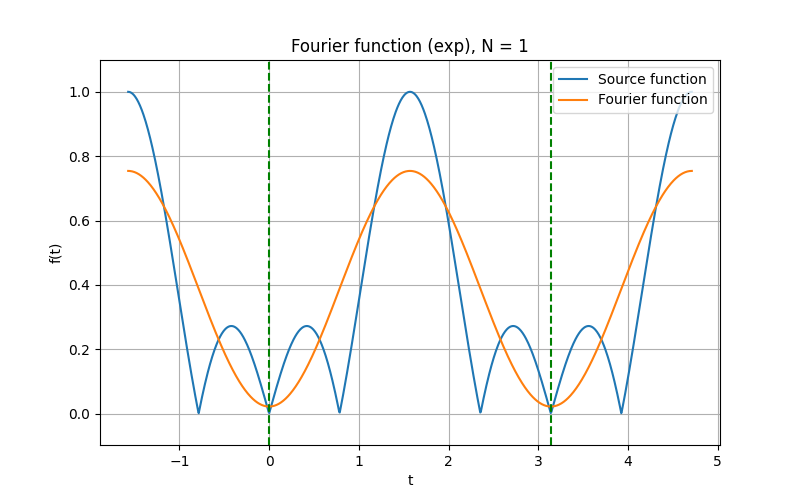 Fourier function (exp), N = 1
Source function
Fourier function
f(t)
1.0
0.8
0.6
0.4
0.2
0.0
−1
0
1
2
3
4
5
t